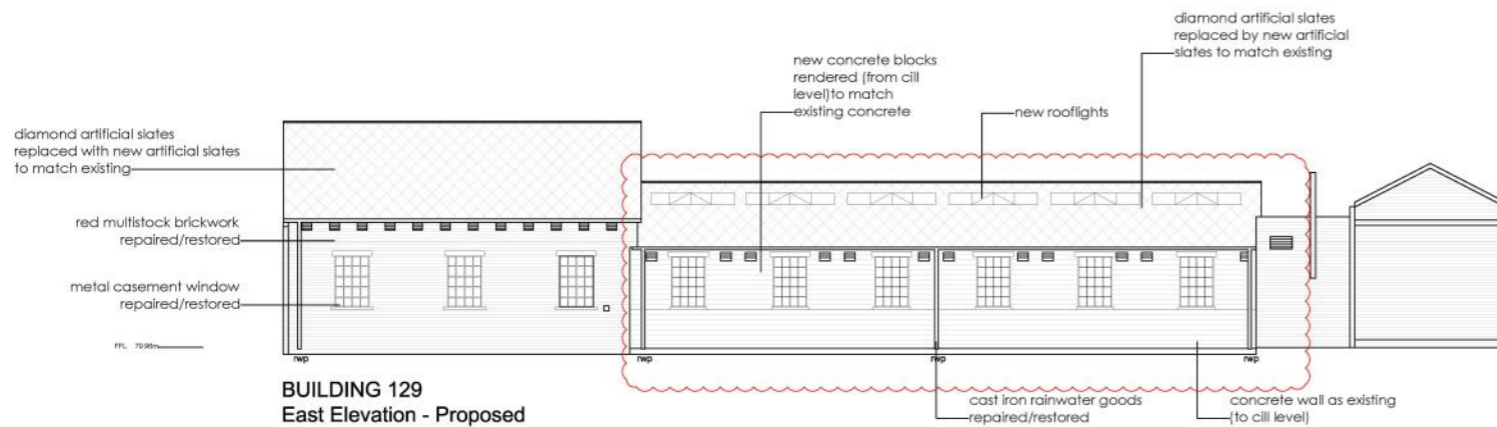 diamond artificial slates
replaced by new artificial
slates to match existing
new concrete blocks
rendered (from cill
level)to match
existing concrete
new rooflights
diamond artificial slates
replaced with new artificial slates
to match existing
red multistock brickwork
repaired/restored
metal casement window
repaired/restored
FFL 79.98m
rwp
rwp
rwp
rwp
BUILDING 129
East Elevation - Proposed
cast iron rainwater goods
repaired/restored
concrete wall as existing
(to cill level)